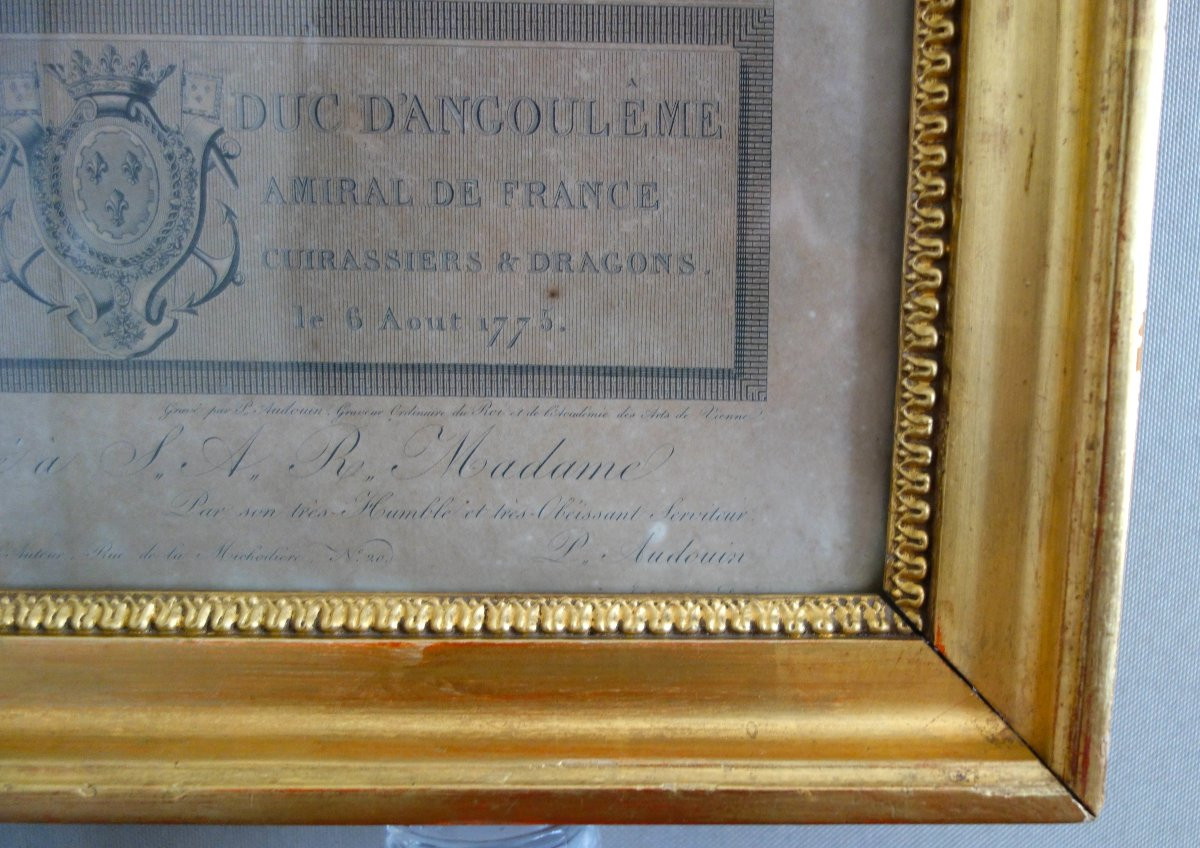 DUC D'ANGOULÊME
AMIRAL DE FRANCE
CUIRASSIERS & DRAGONS.
le 6 Aout 1775.
Gravé par P. Audouin, Graveur Ordinaire du Roi et de l'Académie des Arts de Vienne.
à S,, A,, R,, Madame
Par son très-Humble et très-Obéissant Serviteur.
Auteur, Rue de la Michodière N° 20.
P,, Audouin